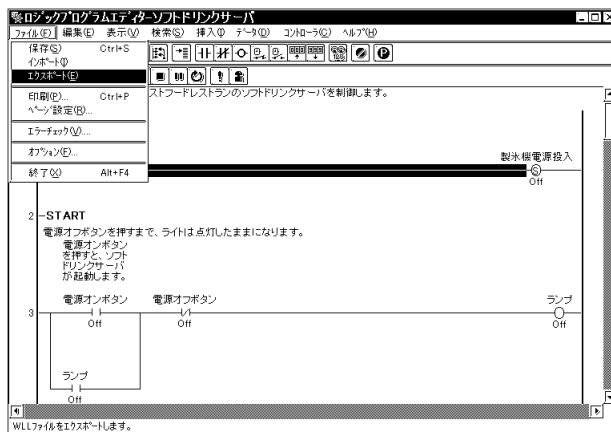 ロジックプログラムエディター ソフトドリンクサーバ
ファイル(F) 編集(E) 表示(V) 検索(S) 挿入(I) データ(D) コントローラ(C) ヘルプ(H)
保存(S) Ctrl+S
インポート(I)
エクスポート(E)
印刷(P)... Ctrl+P
ページ設定(R)...
エラーチェック(V)....
オプション(F)...
終了(X) Alt+F4
ストフードレストランのソフトドリンクサーバを制御します。
製氷機電源投入
S
Off
2 START
電源オフボタンを押すまで、ライトは点灯したままになります。
電源オンボタン
を押すと、ソフト
ドリンクサーバ
が起動します。
電源オンボタン 電源オフボタン ランプ
3
Off Off Off
ランプ
Off
WLLファイルをエクスポートします。